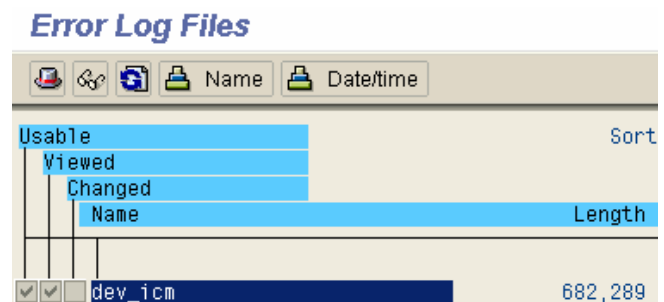 Error Log Files
Name Date/time
Usable Sort
Viewed
Changed
Name Length
dev_icm 682,289